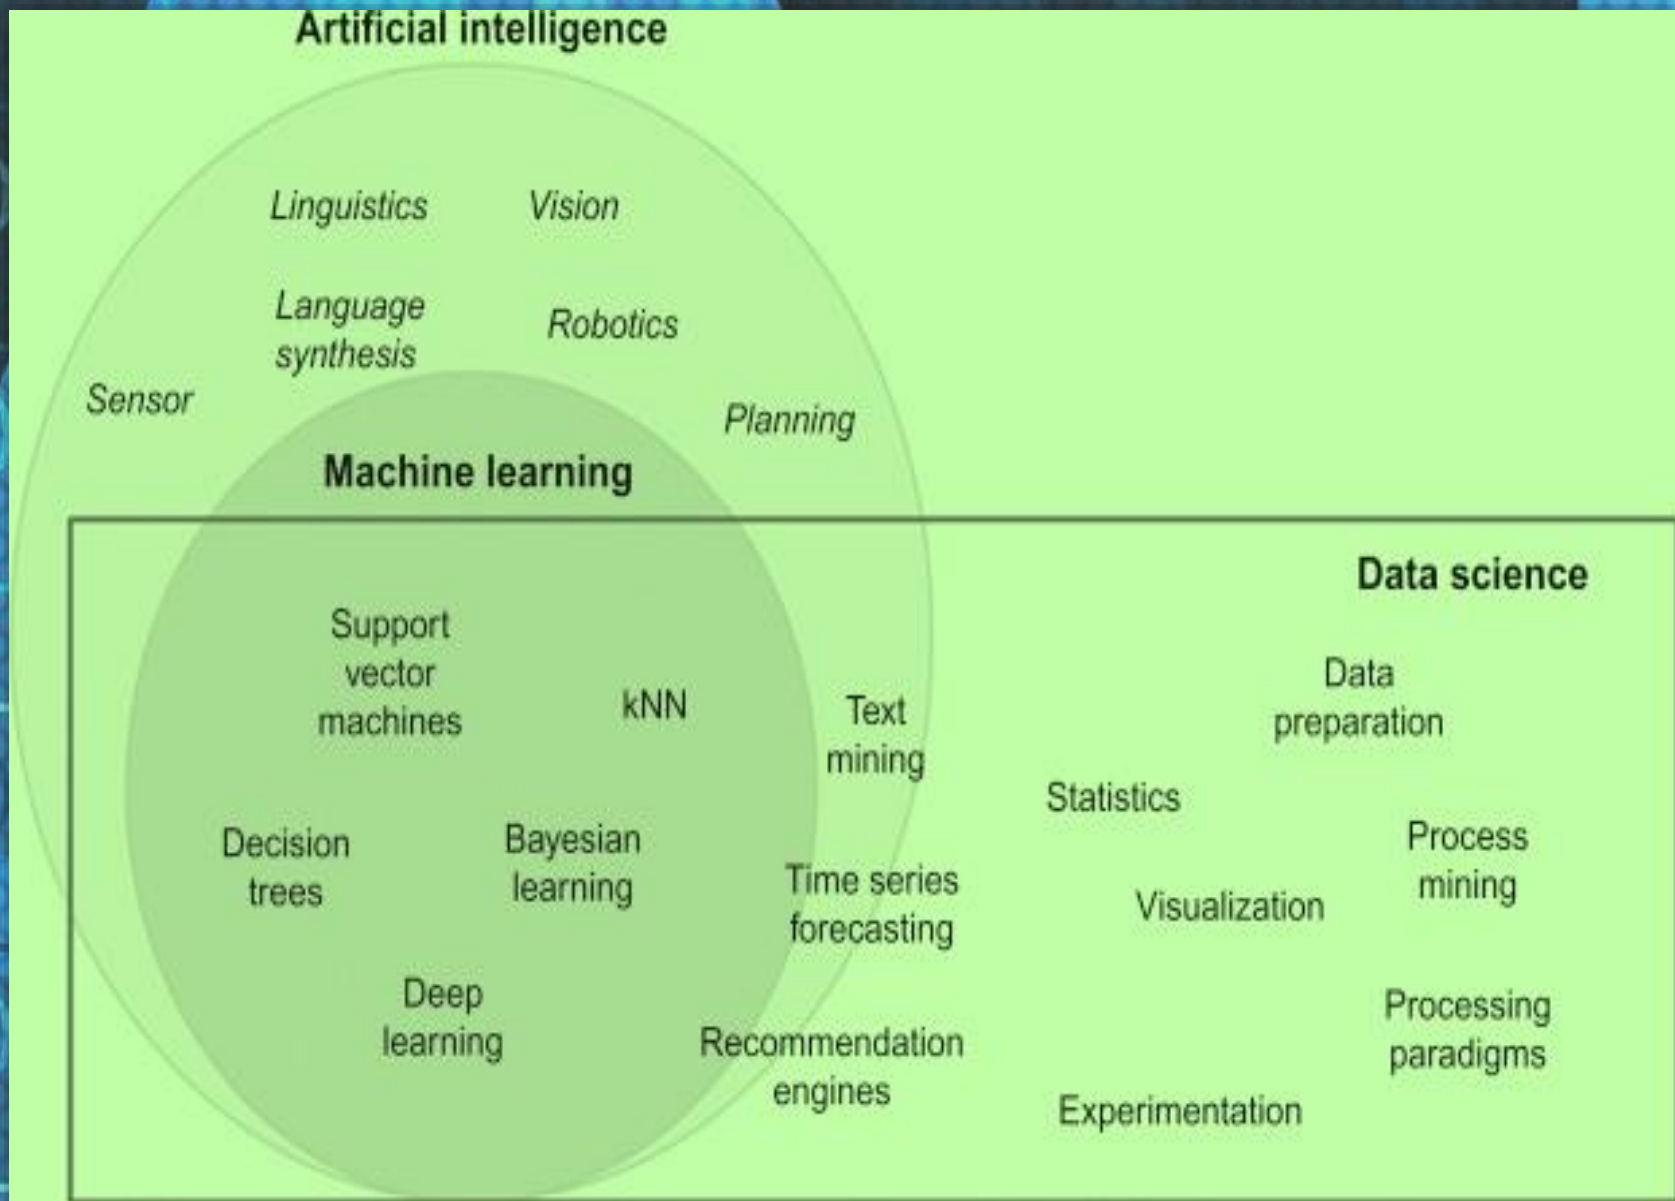 Artificial intelligence
Linguistics
Vision
Language
synthesis
Robotics
Sensor
Planning
Machine learning
Data science
Support
vector
machines
kNN
Text
mining
Data
preparation
Statistics
Decision
trees
Bayesian
learning
Time series
forecasting
Visualization
Process
mining
Deep
learning
Recommendation
engines
Processing
paradigms
Experimentation